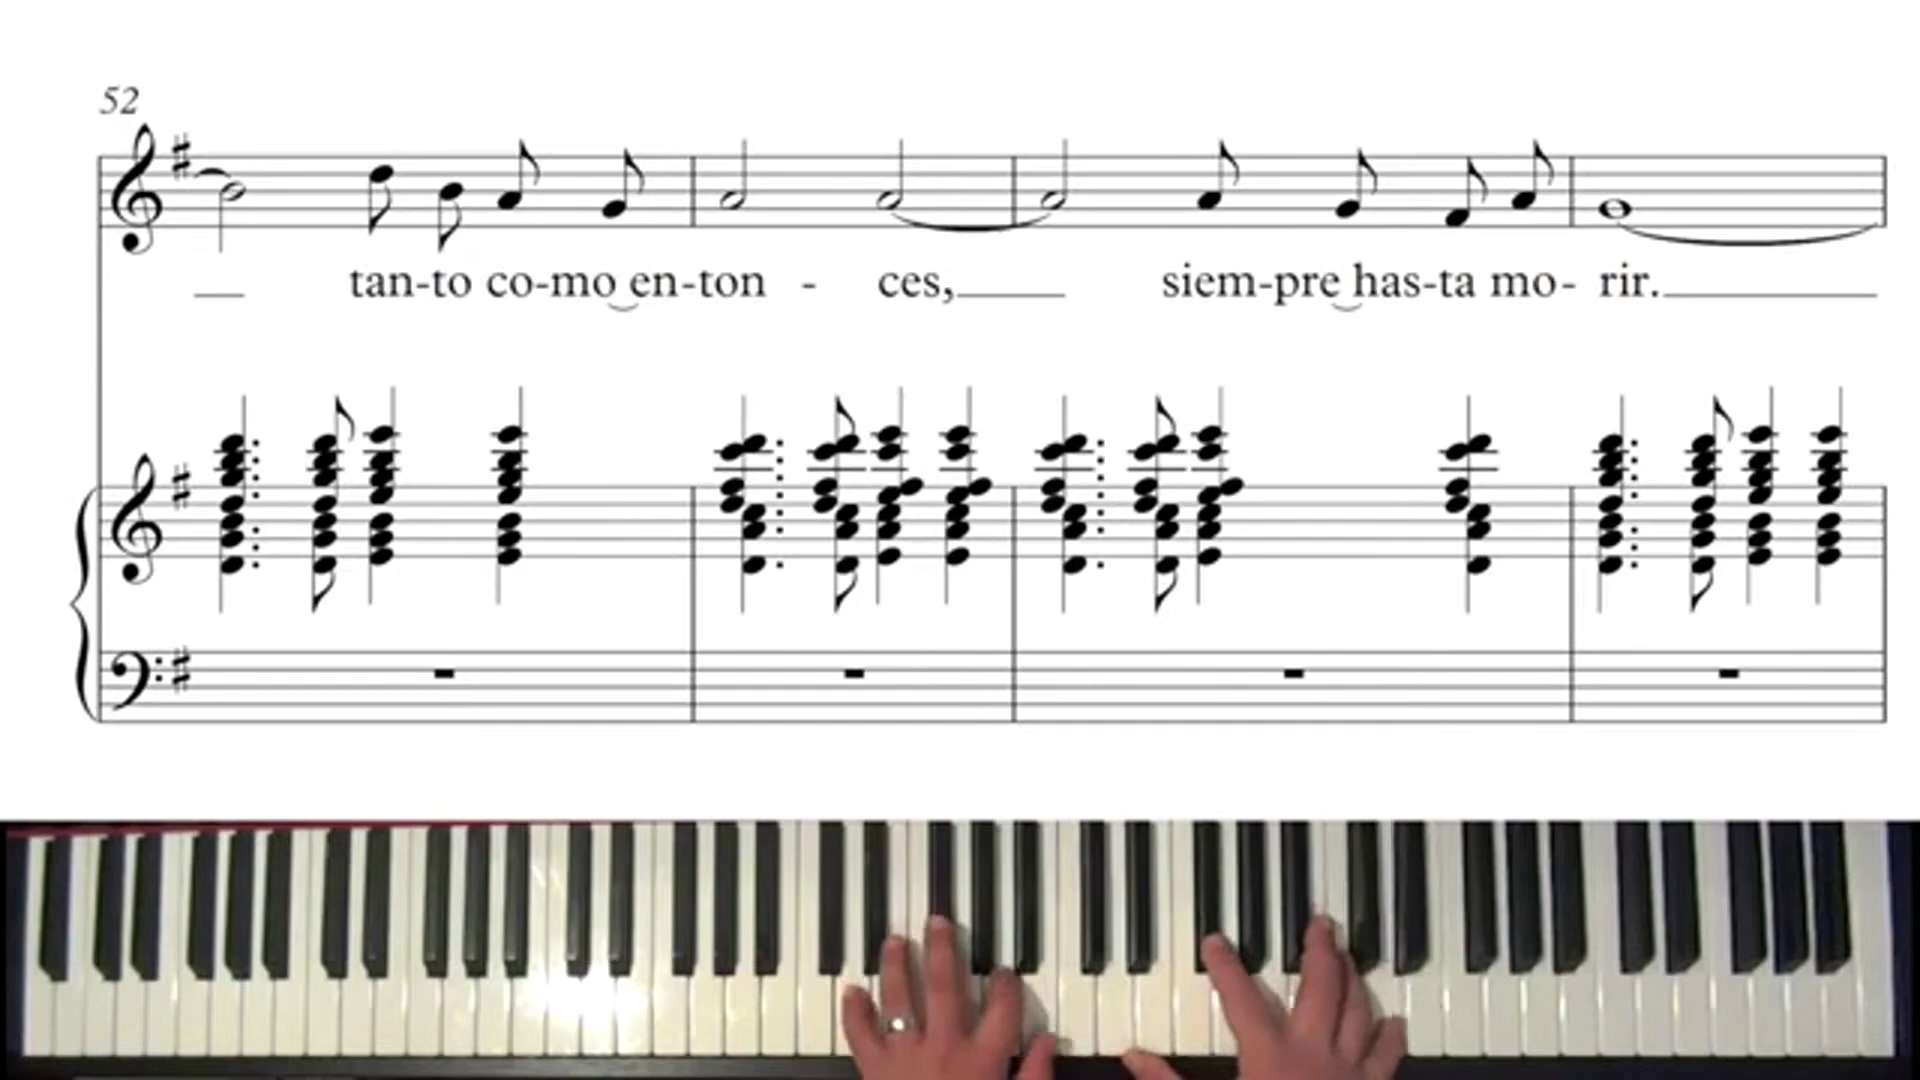 52
tan-to co-mo en-ton - ces, siem-pre has-ta mo- rir.